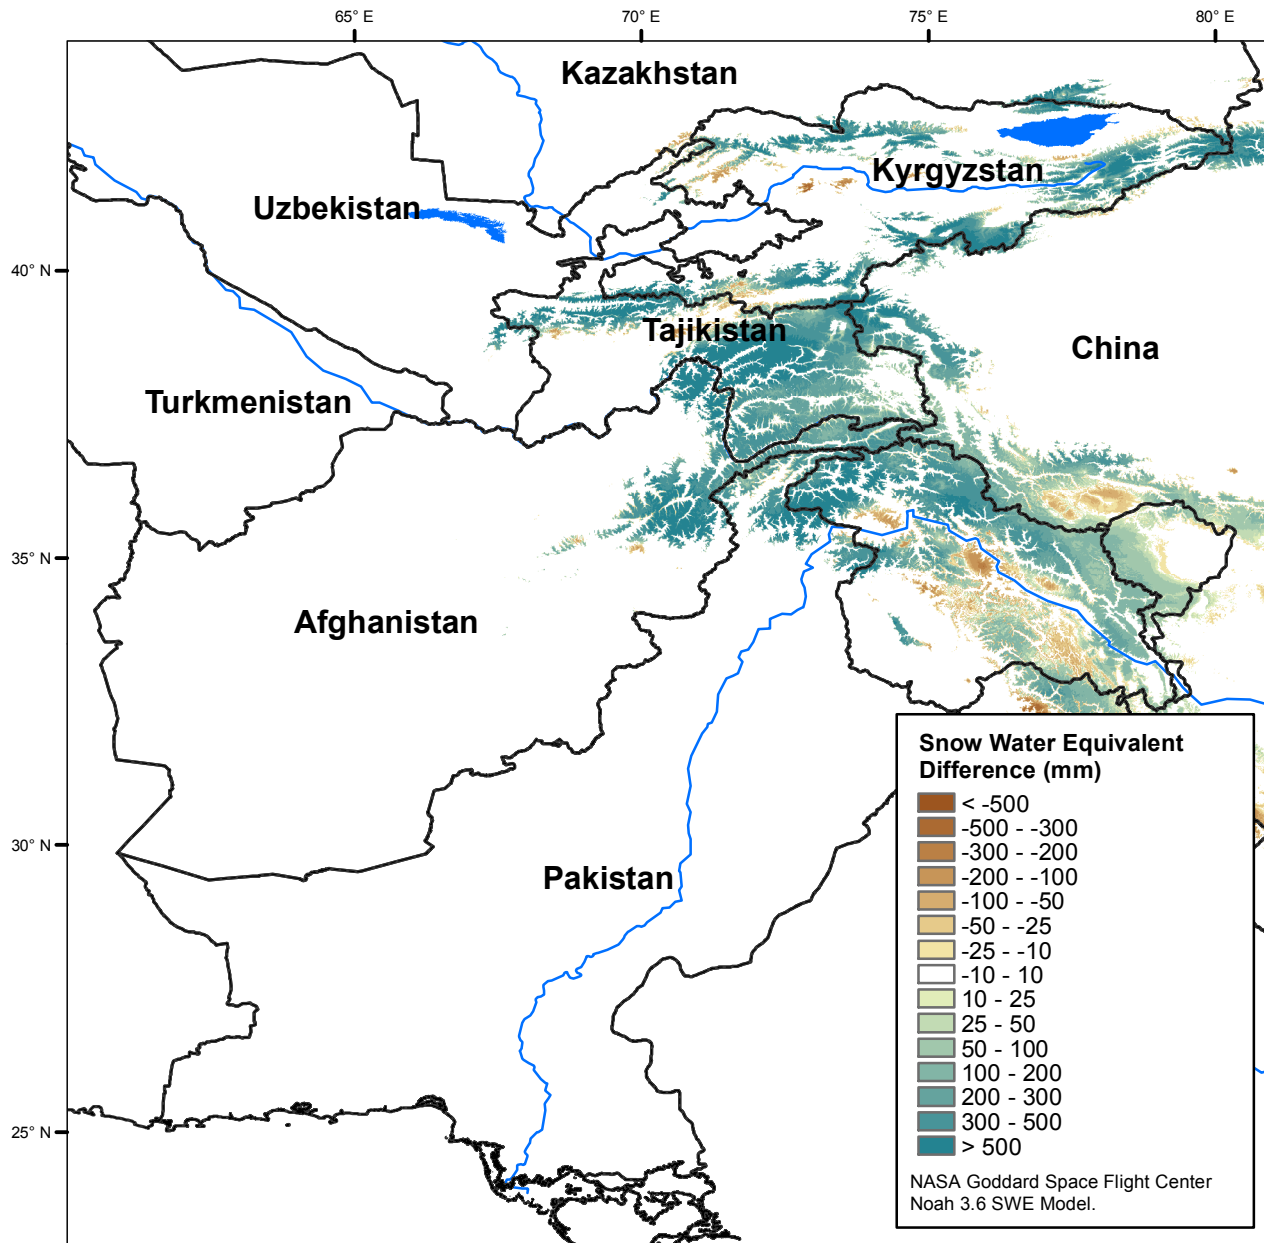 65° E
70° E
75° E
80° E
Kazakhstan
Kyrgyzstan
Uzbekistan
40° N
Tajikistan
China
Turkmenistan
35° N
Afghanistan
30° N
Pakistan
25° N
Snow Water Equivalent
Difference (mm)
< -500
-500 - -300
-300 - -200
-200 - -100
-100 - -50
-50 - -25
-25 - -10
-10 - 10
10 - 25
25 - 50
50 - 100
100 - 200
200 - 300
300 - 500
> 500
NASA Goddard Space Flight Center
Noah 3.6 SWE Model.